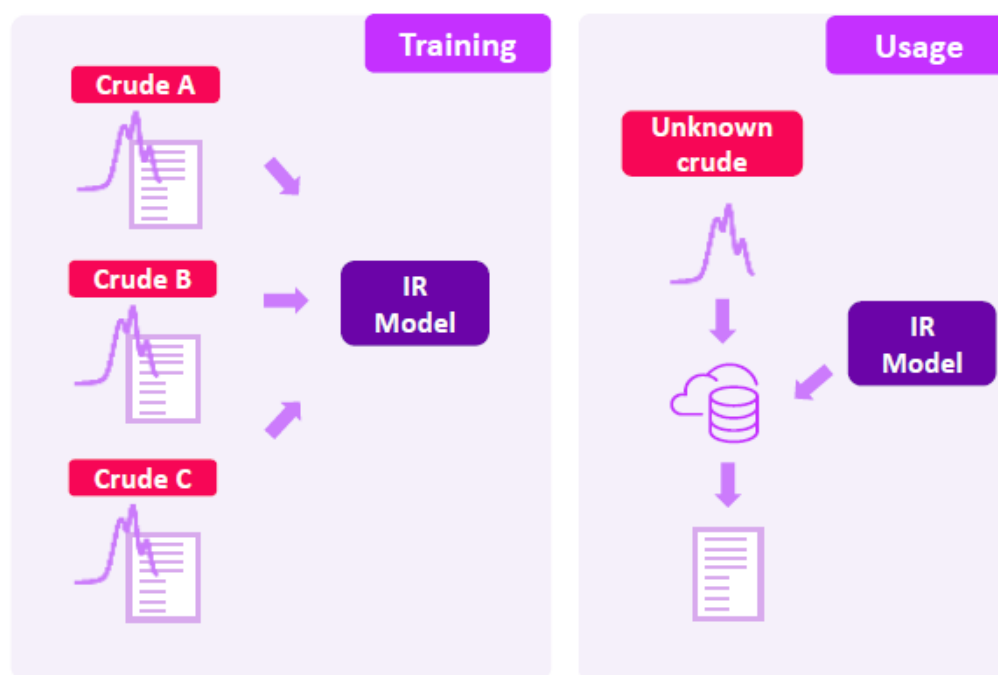 Training
Crude A
Crude B
IR
Model
Crude C
Usage
Unknown
crude
IR
Model